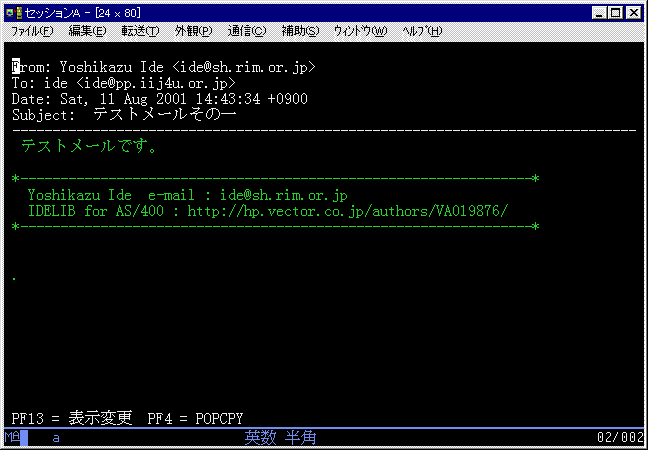 セッションA - [24 x 80]
ファイル(F) 編集(E) 転送(T) 外観(P) 通信(C) 補助(S) ウィンドウ(W) ヘルプ(H)
From: Yoshikazu Ide <ide@sh.rim.or.jp>
To: ide <ide@pp.iij4u.or.jp>
Date: Sat, 11 Aug 2001 14:43:34 +0900
Subject: テストメールその一
テストメールです。
*----------------------------------------------------------------*
Yoshikazu Ide e-mail : ide@sh.rim.or.jp
IDELIB for AS/400 : http://hp.vector.co.jp/authors/VA019876/
*----------------------------------------------------------------*
.
PF13 = 表示変更 PF4 = POPCPY
MA a 英数 半角 02/002